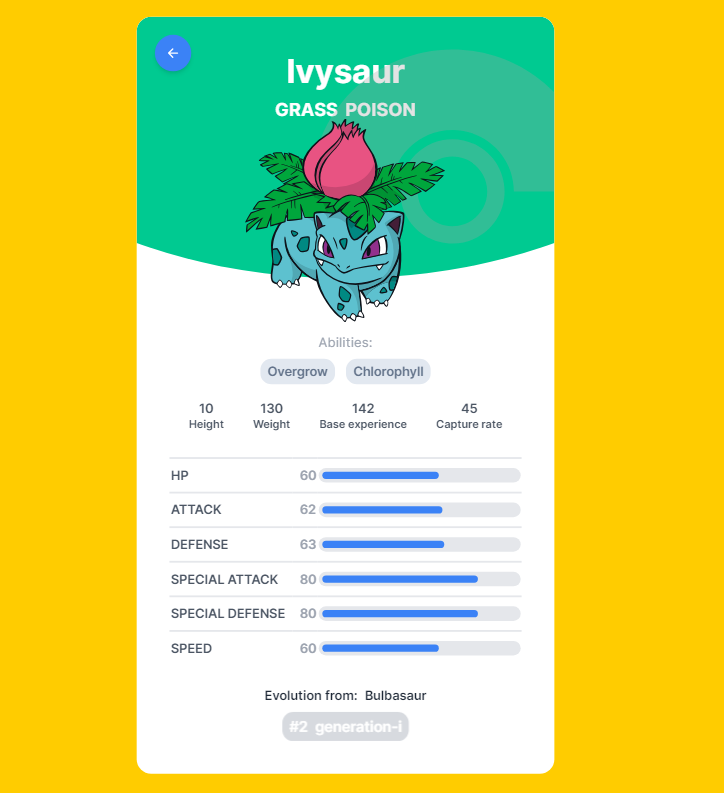 Ivysaur
GRASS POISON
Abilities:
Overgrow Chlorophyll
10 130 142 45
Height Weight Base experience Capture rate
HP 60
ATTACK 62
DEFENSE 63
SPECIAL ATTACK 80
SPECIAL DEFENSE 80
SPEED 60
Evolution from: Bulbasaur
#2 generation-i